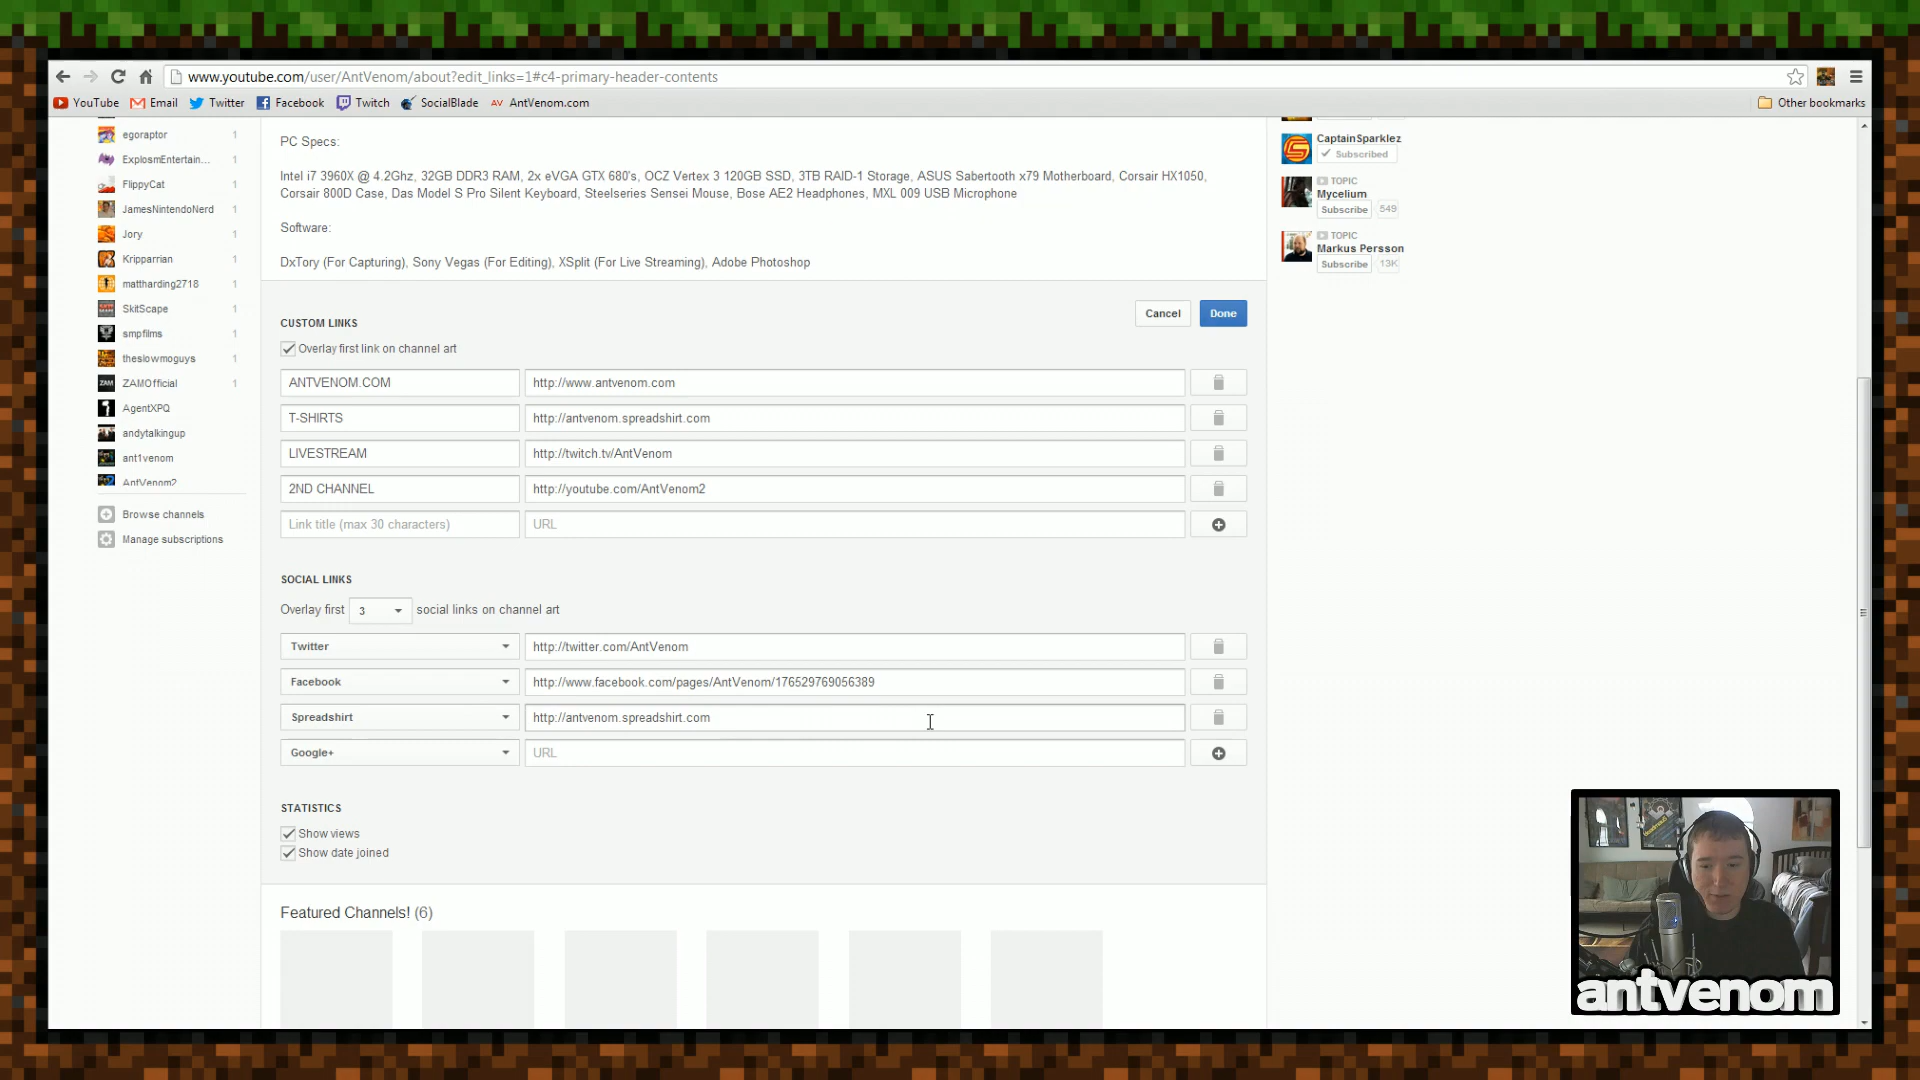 www.youtube.com/user/AntVenom/about?edit_links=1#c4-primary-header-contents
YouTube Email Twitter Facebook Twitch SocialBlade AV AntVenom.com Other bookmarks
egoraptor 1
ExplosmEntertain... 1
FlippyCat 1
JamesNintendoNerd 1
Jory 1
Kripparrian 1
mattharding2718 1
SkitScape 1
smpfilms 1
theslowmoguys 1
ZAM ZAMOfficial 1
AgentXPQ
andytalkingup
ant1venom
AntVenom2
Browse channels
Manage subscriptions
PC Specs:
Intel i7 3960X @ 4.2Ghz, 32GB DDR3 RAM, 2x eVGA GTX 680's, OCZ Vertex 3 120GB SSD, 3TB RAID-1 Storage, ASUS Sabertooth x79 Motherboard, Corsair HX1050,
Corsair 800D Case, Das Model S Pro Silent Keyboard, Steelseries Sensei Mouse, Bose AE2 Headphones, MXL 009 USB Microphone
Software:
DxTory (For Capturing), Sony Vegas (For Editing), XSplit (For Live Streaming), Adobe Photoshop
CUSTOM LINKS
Cancel Done
Overlay first link on channel art
ANTVENOM.COM http://www.antvenom.com
T-SHIRTS http://antvenom.spreadshirt.com
LIVESTREAM http://twitch.tv/AntVenom
2ND CHANNEL http://youtube.com/AntVenom2
Link title (max 30 characters) URL
SOCIAL LINKS
Overlay first 3 social links on channel art
Twitter http://twitter.com/AntVenom
Facebook http://www.facebook.com/pages/AntVenom/176529769056389
Spreadshirt http://antvenom.spreadshirt.com
Google+ URL
STATISTICS
Show views
Show date joined
Featured Channels! (6)
CaptainSparklez
Subscribed
TOPIC
Mycelium
Subscribe 549
TOPIC
Markus Persson
Subscribe 13K
antvenom